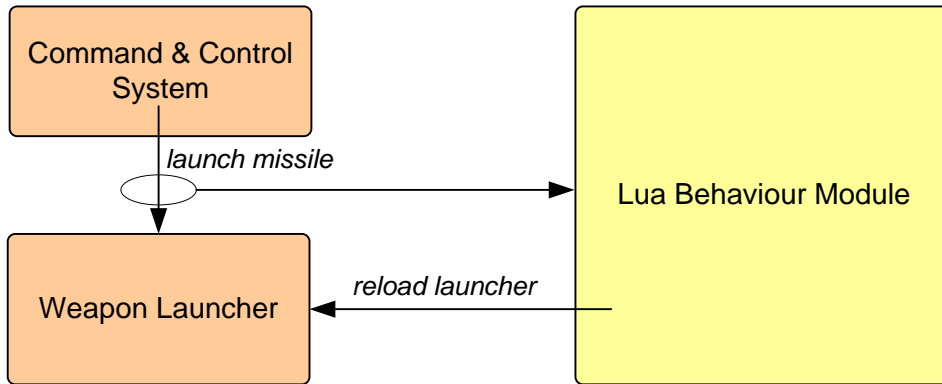 Command & Control
System
launch missile
Lua Behaviour Module
Weapon Launcher
reload launcher